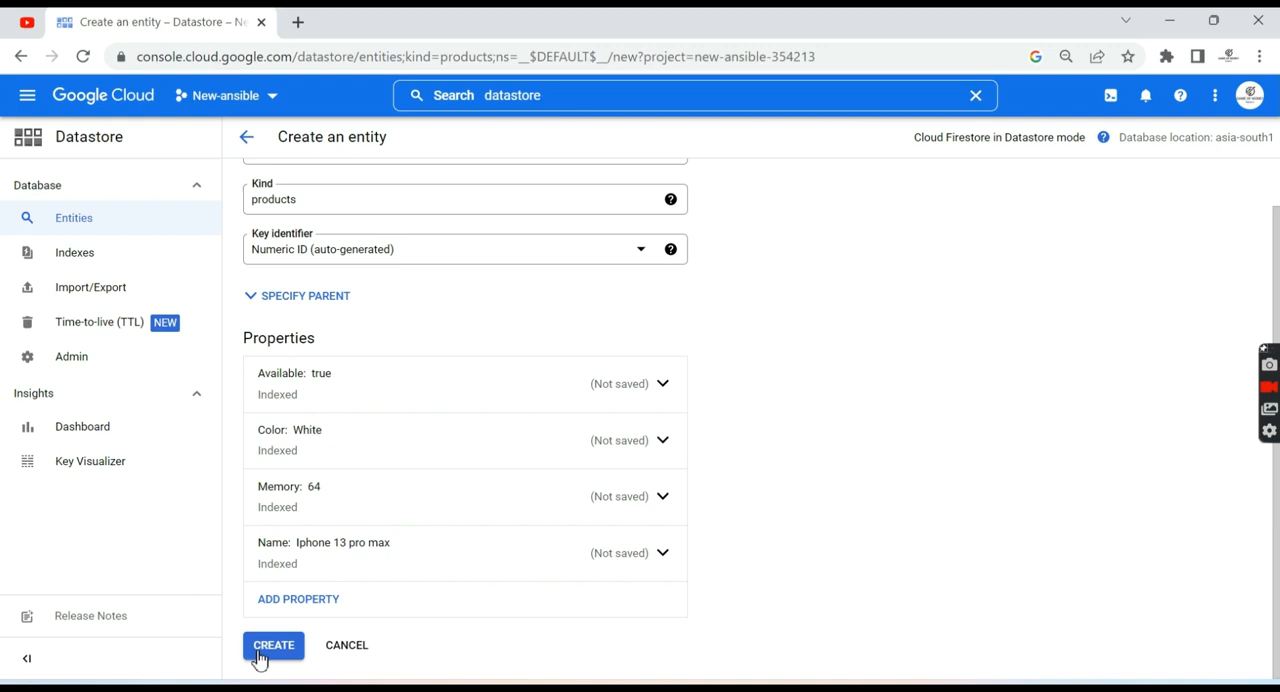 Create an entity – Datastore – Ne
console.cloud.google.com/datastore/entities;kind=products;ns=__$DEFAULT$__/new?project=new-ansible-354213
Google Cloud New-ansible Search datastore
Datastore
Create an entity
Cloud Firestore in Datastore mode
Database location: asia-south1
Database
Entities
Indexes
Import/Export
Time-to-live (TTL) NEW
Admin
Insights
Dashboard
Key Visualizer
Release Notes
Kind
products
Key identifier
Numeric ID (auto-generated)
SPECIFY PARENT
Properties
Available: true
(Not saved)
Indexed
Color: White
(Not saved)
Indexed
Memory: 64
(Not saved)
Indexed
Name: Iphone 13 pro max
(Not saved)
Indexed
ADD PROPERTY
CREATE CANCEL